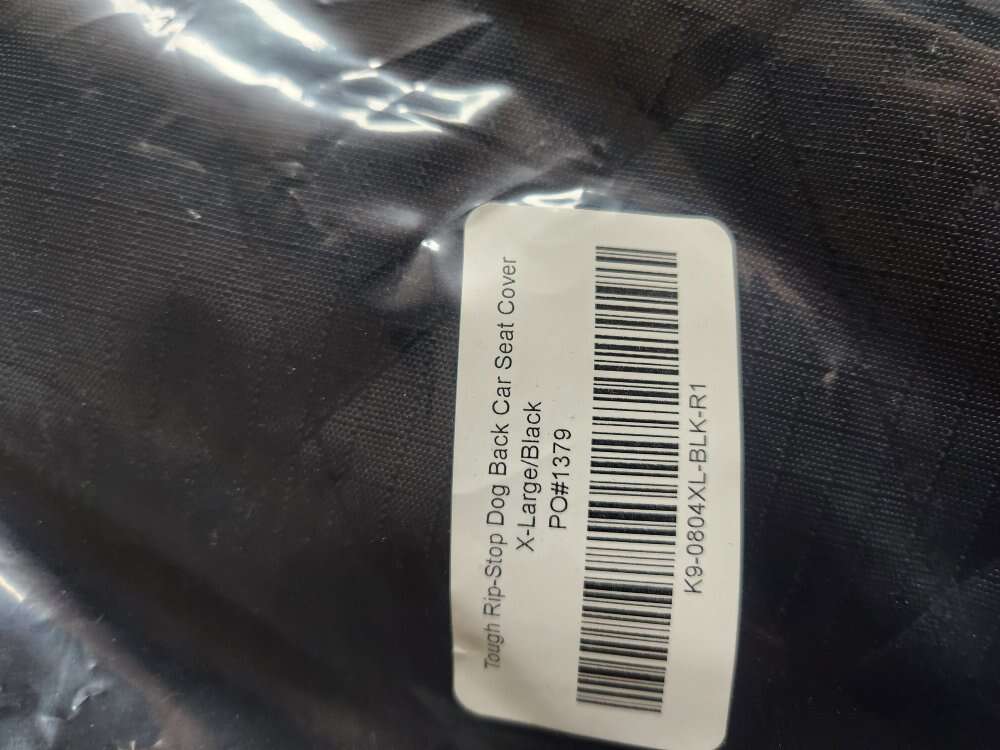 Tough Rip-Stop Dog Back Car Seat Cover
X-Large/Black
PO#1379
K9-0804XL-BLK-R1